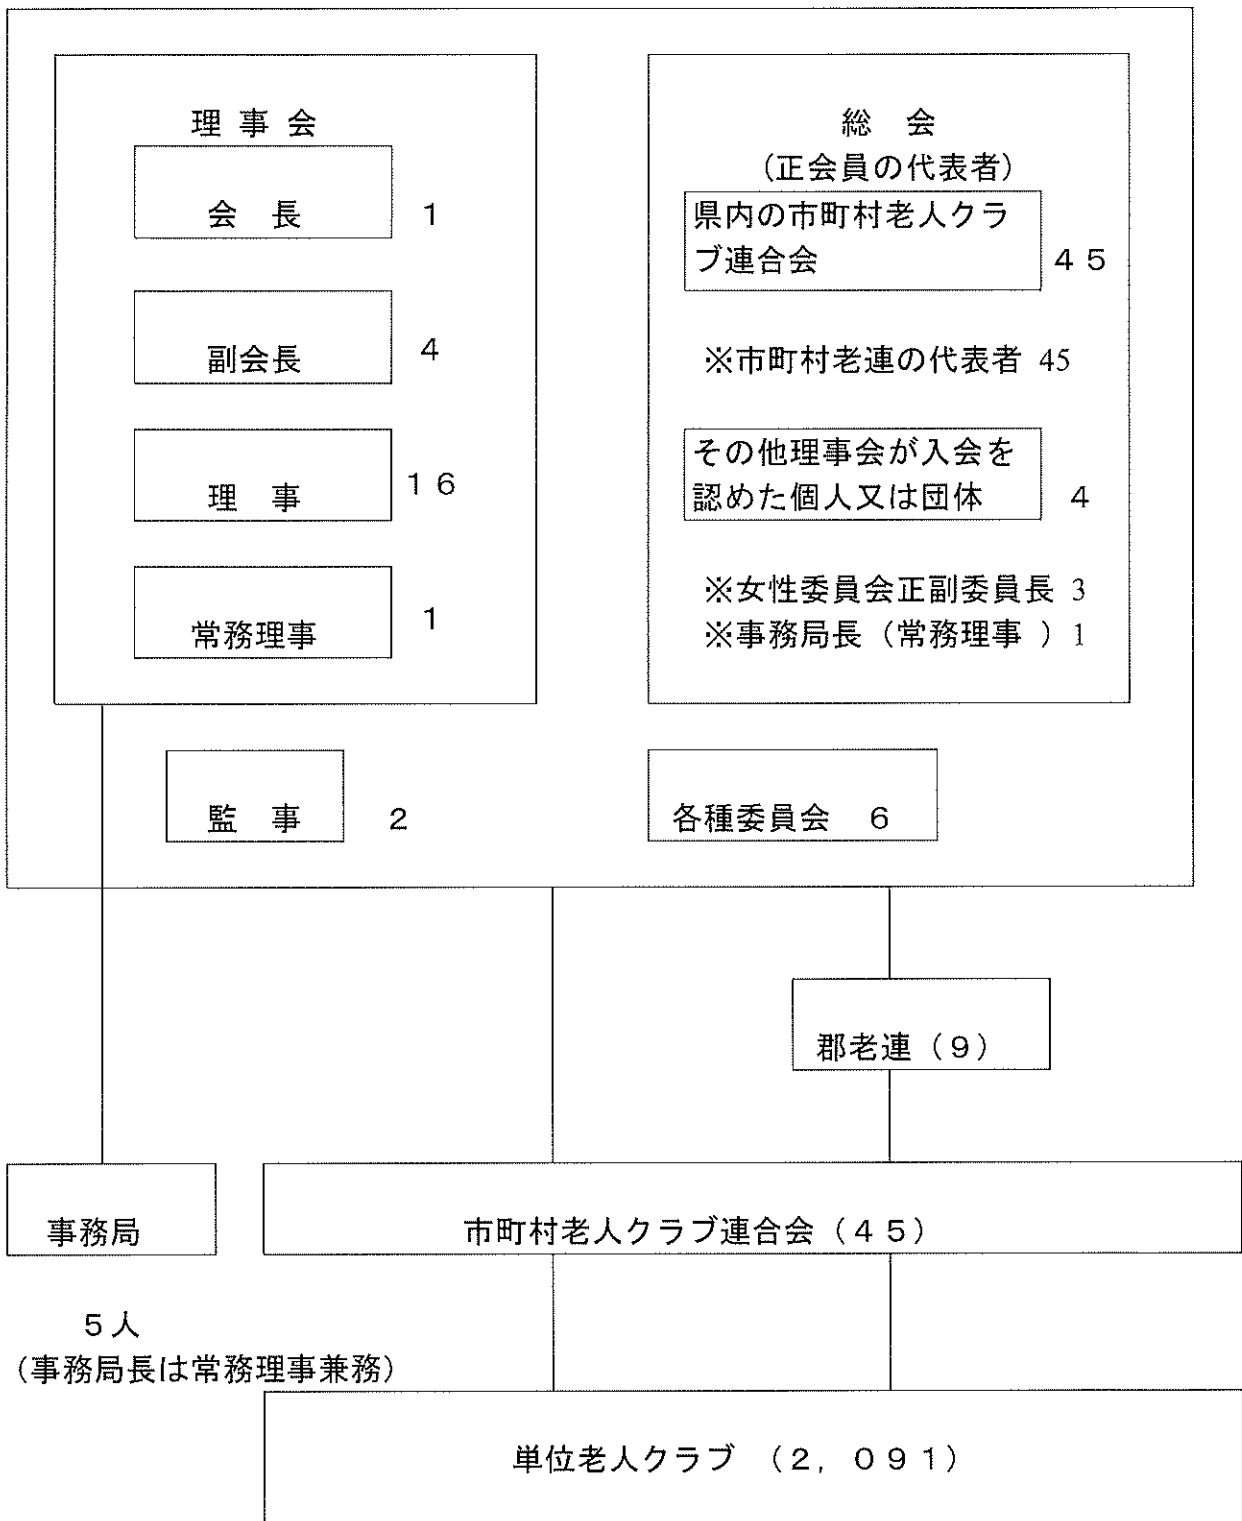 理 事 会
会　長　1
副会長　4
理　事　１６
常務理事　1
総　会
(正会員の代表者)
県内の市町村老人クラ
ブ連合会　４５
※市町村老連の代表者 45
その他理事会が入会を
認めた個人又は団体　4
※女性委員会正副委員長 3
※事務局長（常務理事 ）1
監　事　２
各種委員会　６
郡老連（９）
事務局
市町村老人クラブ連合会（４５）
５人
(事務局長は常務理事兼務)
単位老人クラブ （２，０９１）